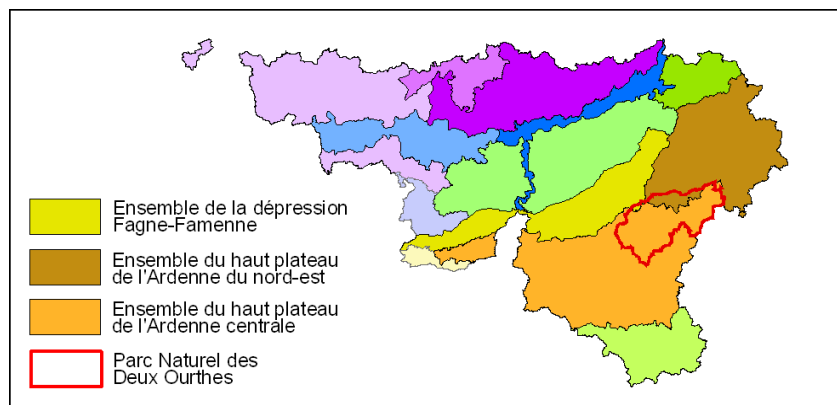 Ensemble de la dépression
Fagne-Famenne
Ensemble du haut plateau
de l'Ardenne du nord-est
Ensemble du haut plateau
de l'Ardenne centrale
Parc Naturel des
Deux Ourthes